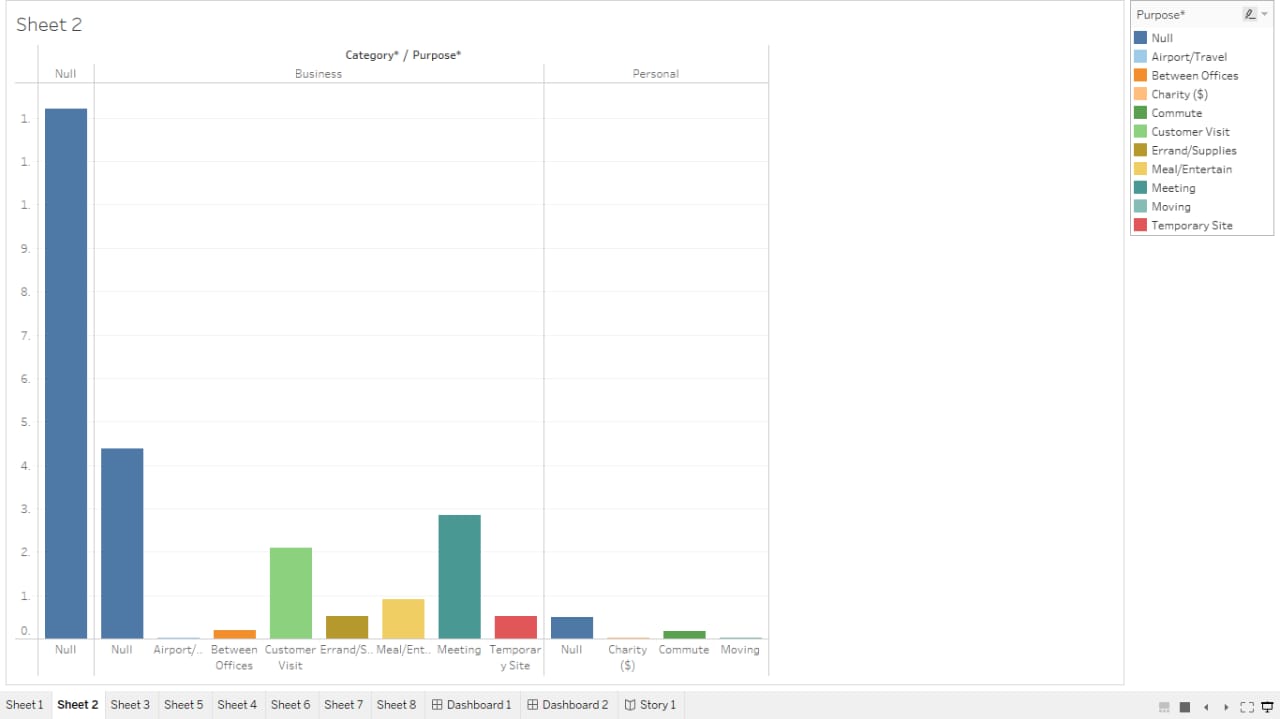 Sheet 2
Category* / Purpose*
Null Business Personal
1.
1.
1.
9.
8.
7.
6.
5.
4.
3.
2.
1.
0.
Null Null Airport/.. Between Customer Errand/S.. Meal/Ent.. Meeting Temporar Null Charity Commute Moving
Offices Visit y Site ($)
Purpose*
Null
Airport/Travel
Between Offices
Charity ($)
Commute
Customer Visit
Errand/Supplies
Meal/Entertain
Meeting
Moving
Temporary Site
Sheet 1 Sheet 2 Sheet 3 Sheet 5 Sheet 4 Sheet 6 Sheet 7 Sheet 8 Dashboard 1 Dashboard 2 Story 1